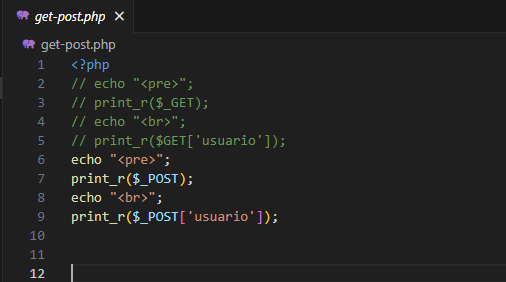 get-post.php ×
get-post.php
1 <?php
2 // echo "<pre>";
3 // print_r($_GET);
4 // echo "<br>";
5 // print_r($GET['usuario']);
6 echo "<pre>";
7 print_r($_POST);
8 echo "<br>";
9 print_r($_POST['usuario']);
10
11
12